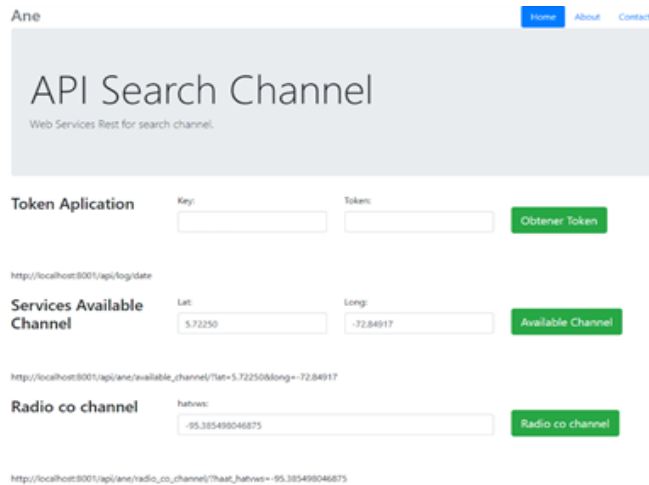 Ane Home About Contact
API Search Channel
Web Services Rest for search channel.
Token Aplication Key: Token: Obtener Token
http://localhost:8001/api/log/date
Services Available Channel Lat: 5.72250 Long: -72.84917 Available Channel
http://localhost:8001/api/ane/available_channel/?lat=5.72250&long=-72.84917
Radio co channel hatvws: -95.385498046875 Radio co channel
http://localhost:8001/api/ane/radio_co_channel/?haat_hatvws=-95.385498046875